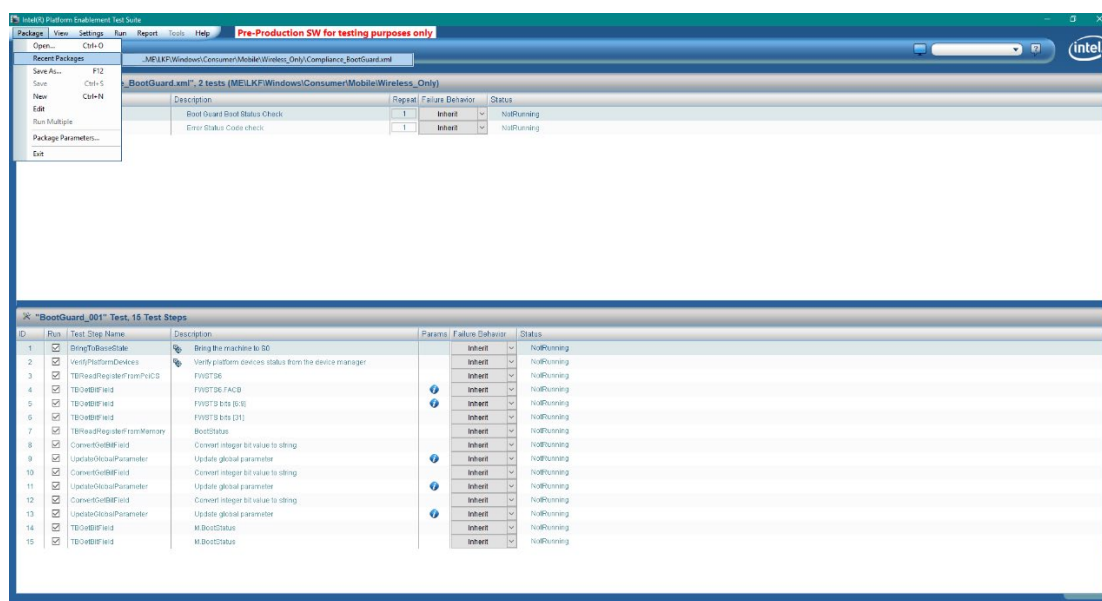 Intel(R) Platform Enablement Test Suite
Package View Settings Run Report Tools Help Pre-Production SW for testing purposes only
Open... Ctrl+O
Recent Packages ..ME\LKF\Windows\Consumer\Mobile\Wireless_Only\Compliance_BootGuard.xml
intel
Save As... F12
Save Ctrl+S
e_BootGuard.xml", 2 tests (ME\LKF\Windows\Consumer\Mobile\Wireless_Only)
New Ctrl+N
Description Repeat Failure Behavior Status
Edit
Boot Guard Boot Status Check 1 Inherit NotRunning
Run Multiple
Error Status Code check 1 Inherit NotRunning
Package Parameters...
Exit
"BootGuard_001" Test, 15 Test Steps
ID Run Test Step Name Description Params Failure Behavior Status
1 BringToBaseState Bring the machine to S0 Inherit NotRunning
2 VerifyPlatformDevices Verify platform devices status from the device manager Inherit NotRunning
3 TBReadRegisterFromPciCS FWSTS6 Inherit NotRunning
4 TBGetBitField FWSTS6.FACB Inherit NotRunning
5 TBGetBitField FWSTS bits [6:9] Inherit NotRunning
6 TBGetBitField FWSTS bits [31] Inherit NotRunning
7 TBReadRegisterFromMemory BootStatus Inherit NotRunning
8 ConvertGetBitField Convert integer bit value to string Inherit NotRunning
9 UpdateGlobalParameter Update global parameter Inherit NotRunning
10 ConvertGetBitField Convert integer bit value to string Inherit NotRunning
11 UpdateGlobalParameter Update global parameter Inherit NotRunning
12 ConvertGetBitField Convert integer bit value to string Inherit NotRunning
13 UpdateGlobalParameter Update global parameter Inherit NotRunning
14 TBGetBitField M.BootStatus Inherit NotRunning
15 TBGetBitField M.BootStatus Inherit NotRunning